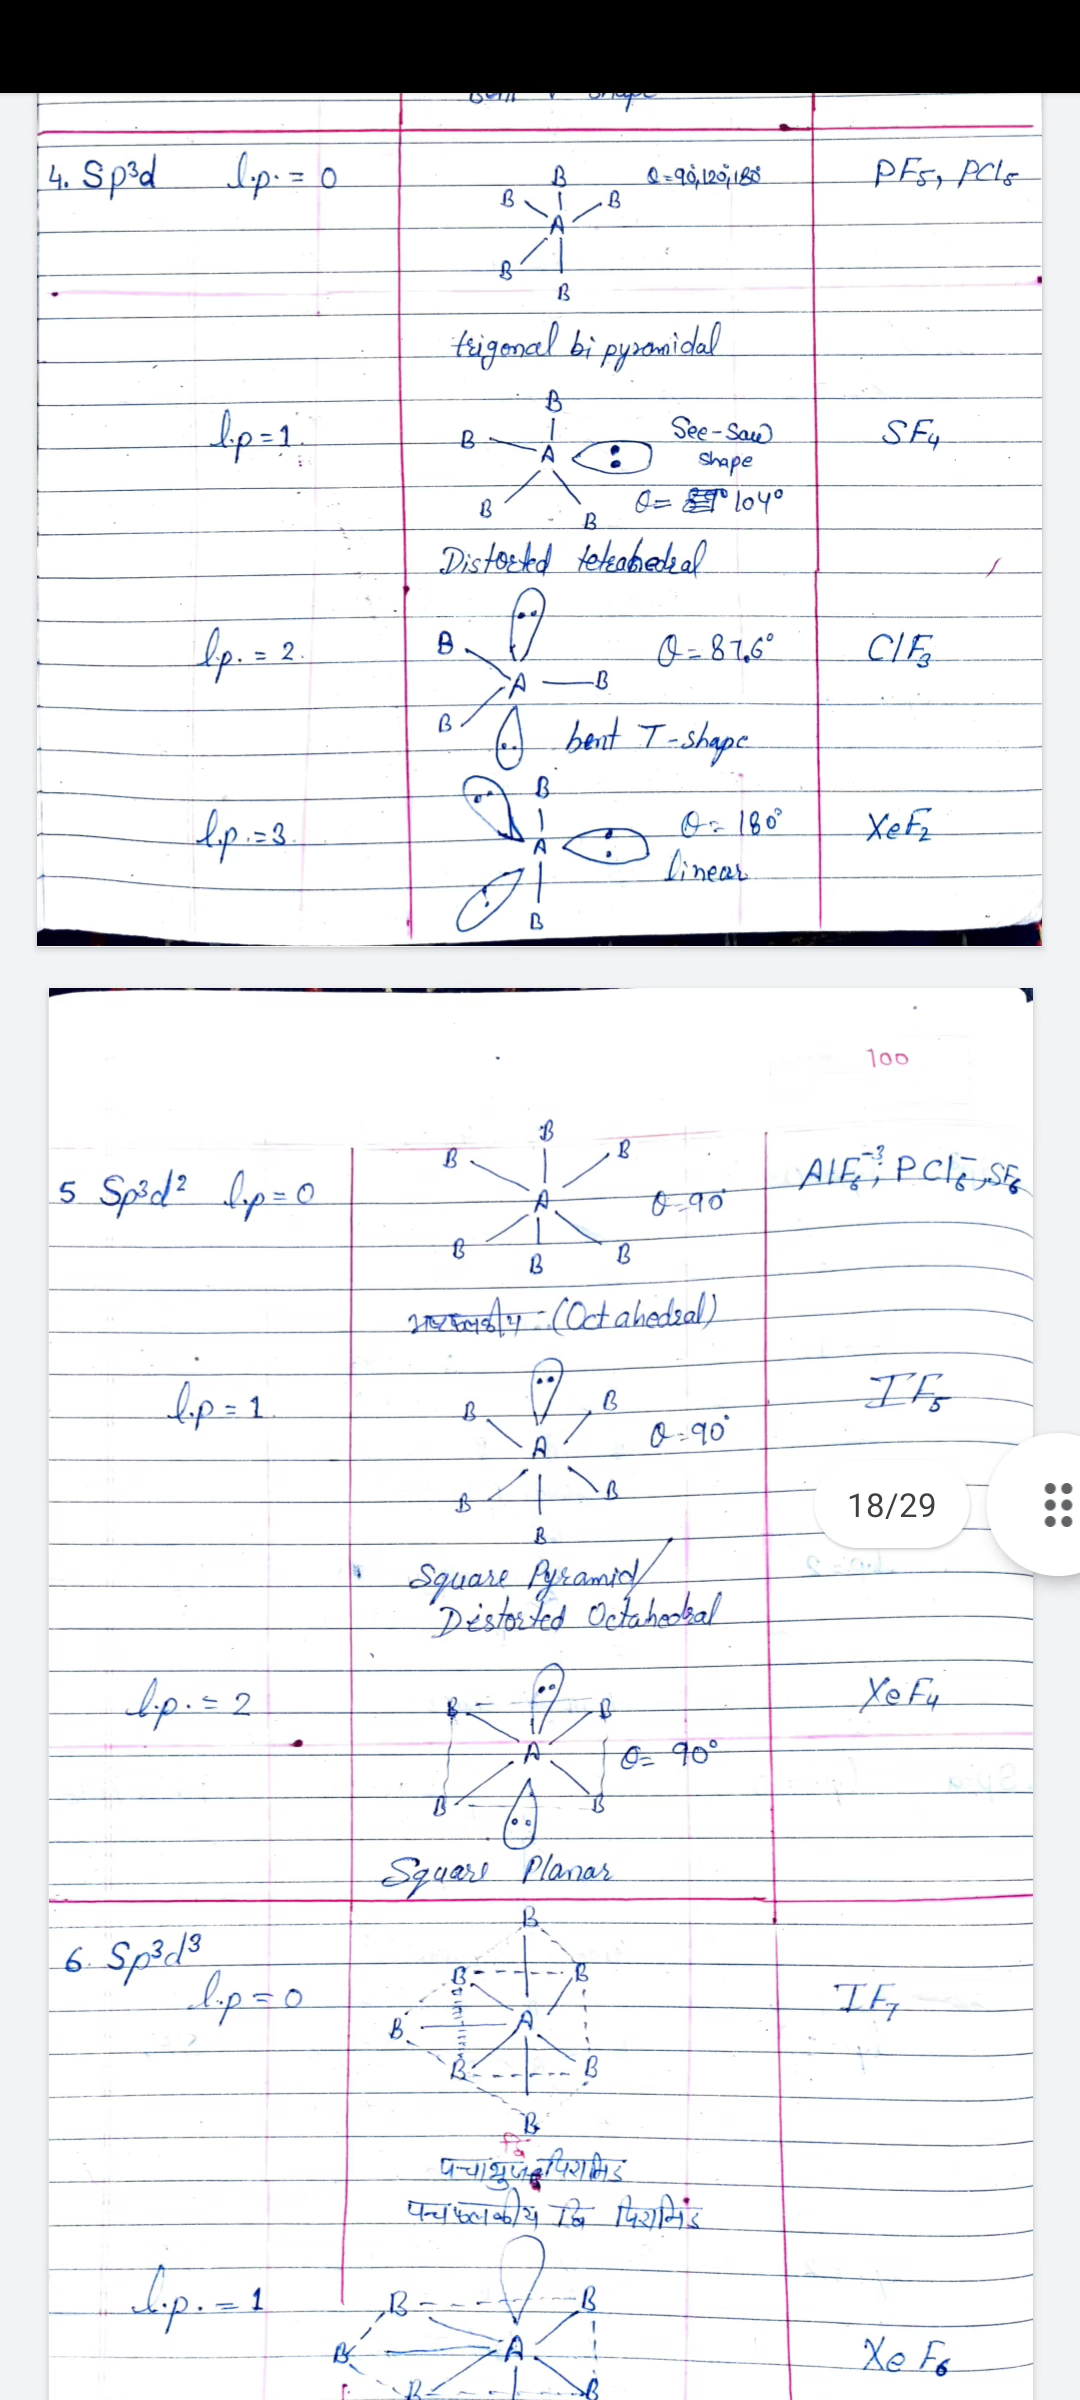 4. Sp³d l.p. = 0 B θ=90°,120°,180° PF₅, PCl₅
B B
A
B
B
trigonal bi pyramidal
l.p = 1. B See-Saw SF₄
B A : shape
B B θ= 104°
Distorted tetrahedral
l.p. = 2. B θ = 87.6° ClF₃
A B
B bent T-shape
l.p. = 3. B θ = 180° XeF₂
A : linear
B
100
B
B B AlF₆⁻³, PCl₆⁻, SF₆
5 Sp³d² l.p = 0 A θ=90°
B B B
(Octahedral)
l.p = 1. B B IF₅
A θ=90°
B B 18/29
B
Square Pyramid/
Distorted Octahedral
l.p. = 2 B B XeF₄
A θ= 90°
B B
Square Planar
6. Sp³d³ B
l.p = 0 B B IF₇
B A
B B
B
द्वि
पंचाभुज पिरामिड
पंचफलकीय द्वि पिरामिड
l.p. = 1 B B
B A XeF₆
B B